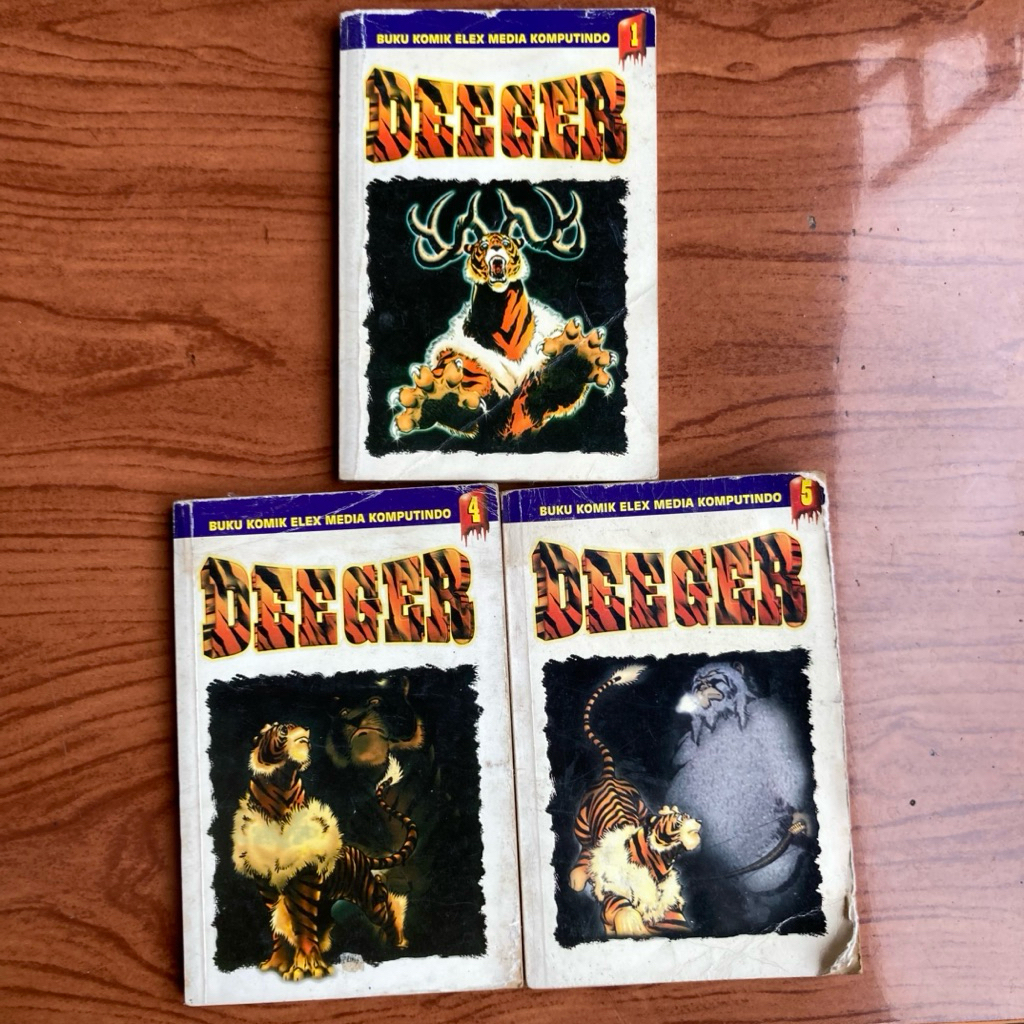 BUKU KOMIK ELEX MEDIA KOMPUTINDO
1
DEEGER
BUKU KOMIK ELEX MEDIA KOMPUTINDO
4
DEEGER
BUKU KOMIK ELEX MEDIA KOMPUTINDO
5
DEEGER